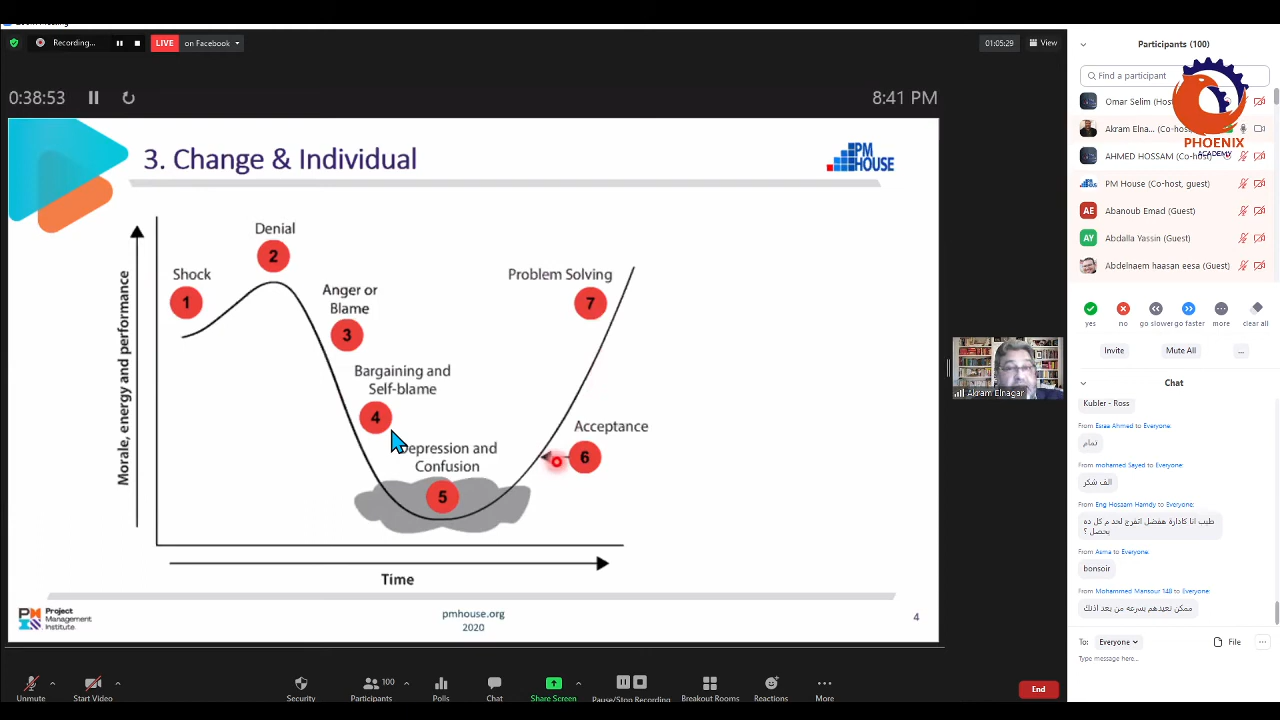 Recording...
LIVE
on Facebook
01:05:29
View
0:38:53
8:41 PM
3. Change & Individual
PM
HOUSE
Denial
2
Shock
1
Anger or
Blame
3
Bargaining and
Self-blame
4
Depression and
Confusion
5
Acceptance
6
Problem Solving
7
Morale, energy and performance
Time
Project
Management
Institute.
pmhouse.org
2020
4
Akram Elnagar
Participants (100)
Find a participant
Omar Selim (Host
Akram Elna... (Co-host)
AHMED HOSSAM (Co-host)
PM House (Co-host, guest)
AE
Abanoub Emad (Guest)
AY
Abdalla Yassin (Guest)
Abdelnaem haasan eesa (Guest)
PHOENIX
ACADEMY
yes
no
go slower
go faster
more
clear all
Invite
Mute All
...
Chat
Kubler - Ross
From Esraa Ahmed to Everyone:
تمام
From mohamed Sayed to Everyone:
الف شكر
From Eng Hosaam Hamdy to Everyone:
طيب انا كادارة هفضل اتفرج لحد م كل ده
يحصل ؟
From Asma to Everyone:
bonsoir
From Mohammed Mansour 148 to Everyone:
ممكن تعيدهم بسرعه من بعد اذنك
To:
Everyone
File
Type message here...
Unmute
Start Video
Security
Participants
100
Polls
Chat
Share Screen
Pause/Stop Recording
Breakout Rooms
Reactions
More
End